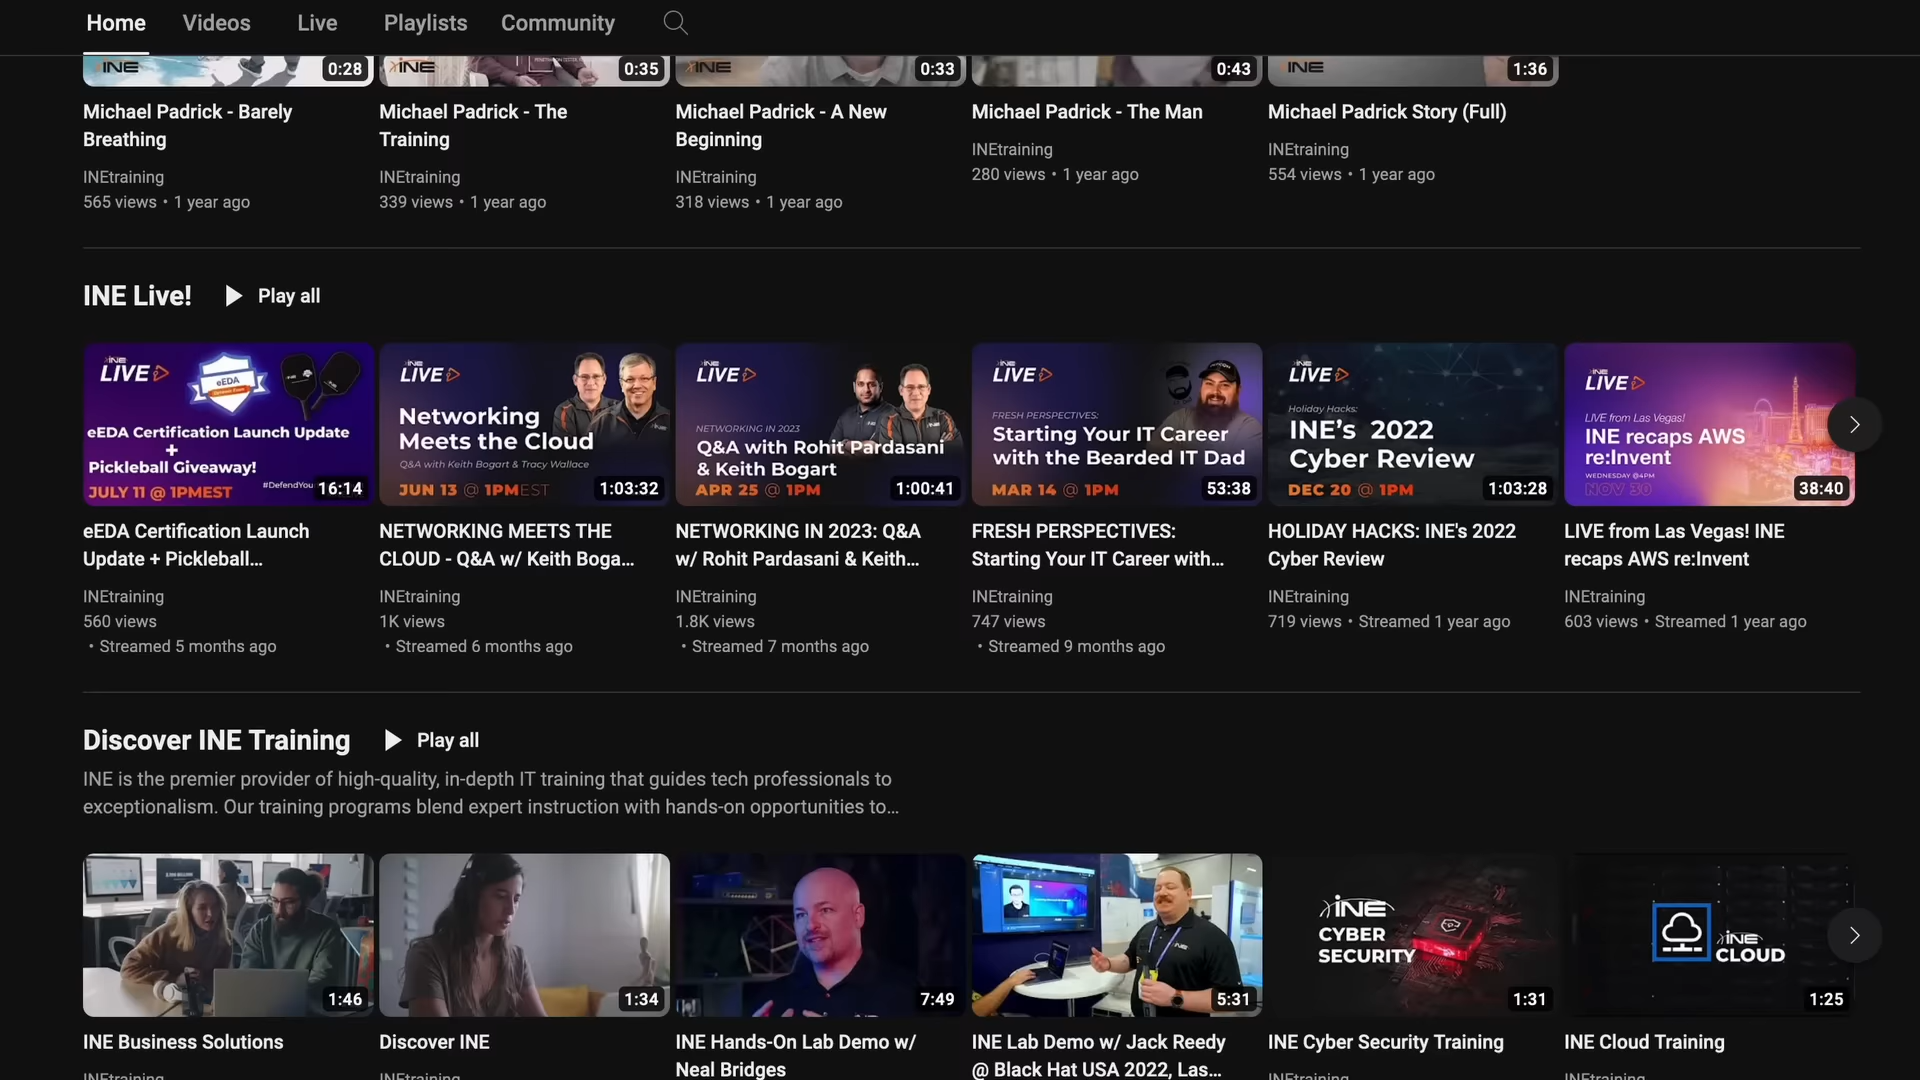 Home
Videos
Live
Playlists
Community
INE
0:28
INE
0:35
INE
0:33
0:43
INE
1:36
Michael Padrick - Barely
Breathing
INEtraining
565 views • 1 year ago
Michael Padrick - The
Training
INEtraining
339 views • 1 year ago
Michael Padrick - A New
Beginning
INEtraining
318 views • 1 year ago
Michael Padrick - The Man
INEtraining
280 views • 1 year ago
Michael Padrick Story (Full)
INEtraining
554 views • 1 year ago
INE Live!
Play all
INE
LIVE
eEDA
eEDA Certification Launch Update
+
Pickleball Giveaway!
JULY 11 @ 1PMEST
#DefendYou
16:14
eEDA Certification Launch
Update + Pickleball...
INEtraining
560 views
• Streamed 5 months ago
INE
LIVE
Networking
Meets the Cloud
Q&A with Keith Bogart & Tracy Wallace
JUN 13 @ 1PMEST
1:03:32
NETWORKING MEETS THE
CLOUD - Q&A w/ Keith Boga...
INEtraining
1K views
• Streamed 6 months ago
INE
LIVE
NETWORKING IN 2023
Q&A with Rohit Pardasani
& Keith Bogart
APR 25 @ 1PM
1:00:41
NETWORKING IN 2023: Q&A
w/ Rohit Pardasani & Keith...
INEtraining
1.8K views
• Streamed 7 months ago
INE
LIVE
FRESH PERSPECTIVES:
Starting Your IT Career
with the Bearded IT Dad
MAR 14 @ 1PM
53:38
FRESH PERSPECTIVES:
Starting Your IT Career with...
INEtraining
747 views
• Streamed 9 months ago
INE
LIVE
Holiday Hacks:
INE's 2022
Cyber Review
DEC 20 @ 1PM
1:03:28
HOLIDAY HACKS: INE's 2022
Cyber Review
INEtraining
719 views • Streamed 1 year ago
INE
LIVE
LIVE from Las Vegas!
INE recaps AWS
re:Invent
WEDNESDAY @4PM
NOV 30
38:40
LIVE from Las Vegas! INE
recaps AWS re:Invent
INEtraining
603 views • Streamed 1 year ago
Discover INE Training
Play all
INE is the premier provider of high-quality, in-depth IT training that guides tech professionals to
exceptionalism. Our training programs blend expert instruction with hands-on opportunities to...
1:46
INE Business Solutions
INEtraining
1:34
Discover INE
INEtraining
7:49
INE Hands-On Lab Demo w/
Neal Bridges
5:31
INE Lab Demo w/ Jack Reedy
@ Black Hat USA 2022, Las...
INE
CYBER
SECURITY
1:31
INE Cyber Security Training
INEtraining
INE
CLOUD
1:25
INE Cloud Training
INEtraining